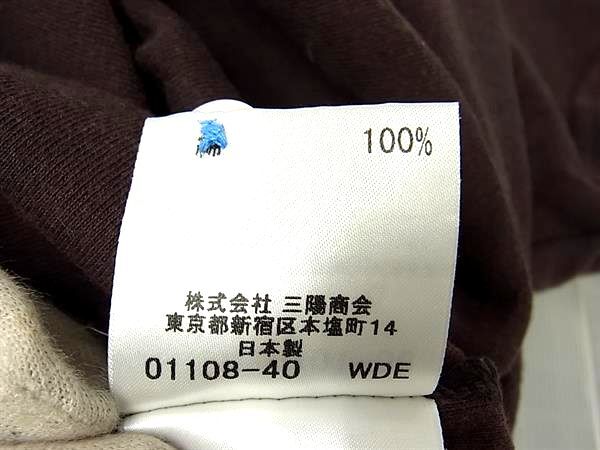 100%
株式会社 三陽商会
東京都新宿区本塩町14
日本製
01108-40 WDE